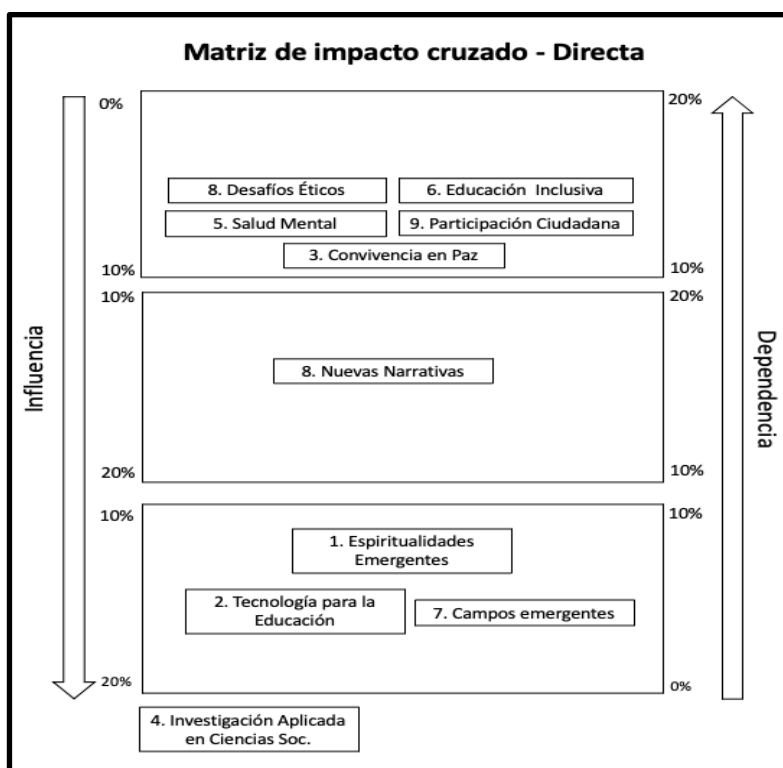 Matriz de impacto cruzado - Directa
0%
20%
8. Desafíos Éticos
6. Educación Inclusiva
5. Salud Mental
9. Participación Ciudadana
3. Convivencia en Paz
10%
10%
10%
20%
Influencia
8. Nuevas Narrativas
Dependencia
20%
10%
10%
10%
1. Espiritualidades
Emergentes
2. Tecnología para la
Educación
7. Campos emergentes
20%
0%
4. Investigación Aplicada
en Ciencias Soc.